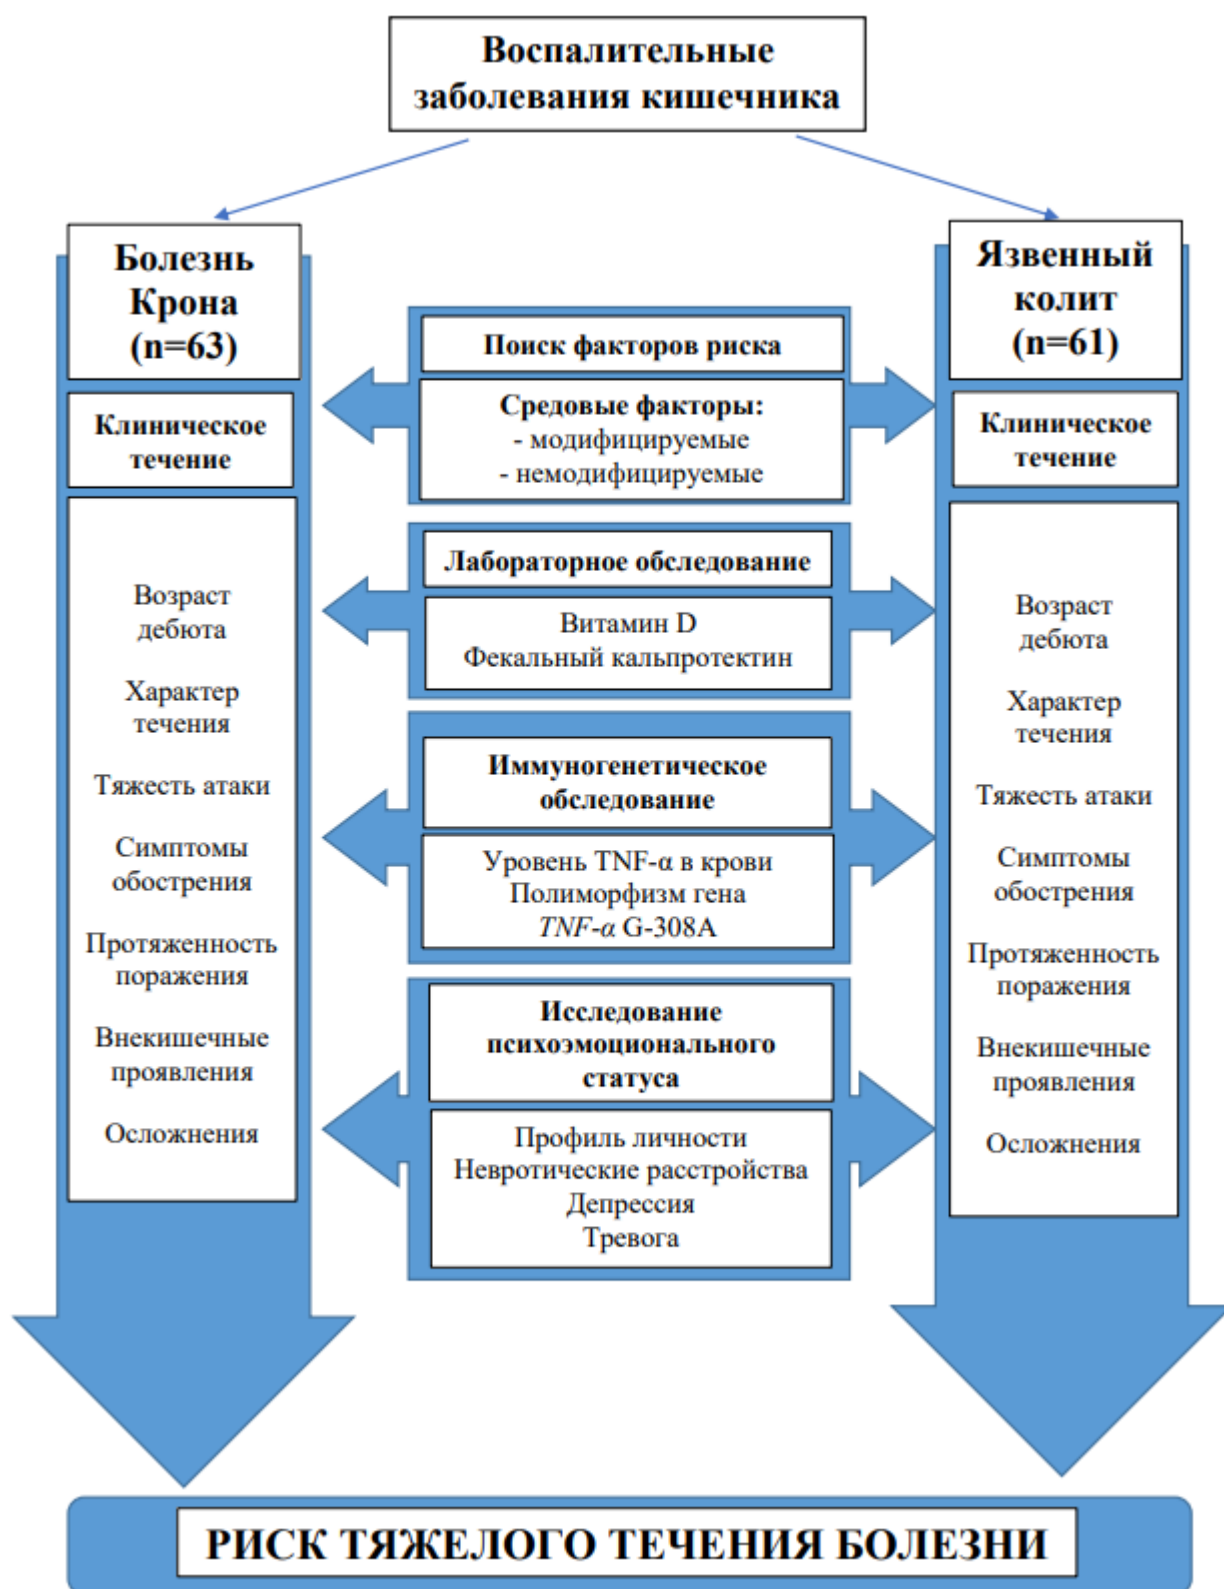 Воспалительные
заболевания кишечника
Болезнь
Крона
(n=63)
Клиническое
течение
Возраст
дебюта
Характер
течения
Тяжесть атаки
Симптомы
обострения
Протяженность
поражения
Внекишечные
проявления
Осложнения
Поиск факторов риска
Средовые факторы:
- модифицируемые
- немодифицируемые
Лабораторное обследование
Витамин D
Фекальный кальпротектин
Иммуногенетическое
обследование
Уровень TNF-α в крови
Полиморфизм гена
TNF-α G-308A
Исследование
психоэмоционального
статуса
Профиль личности
Невротические расстройства
Депрессия
Тревога
Язвенный
колит
(n=61)
Клиническое
течение
Возраст
дебюта
Характер
течения
Тяжесть атаки
Симптомы
обострения
Протяженность
поражения
Внекишечные
проявления
Осложнения
РИСК ТЯЖЕЛОГО ТЕЧЕНИЯ БОЛЕЗНИ